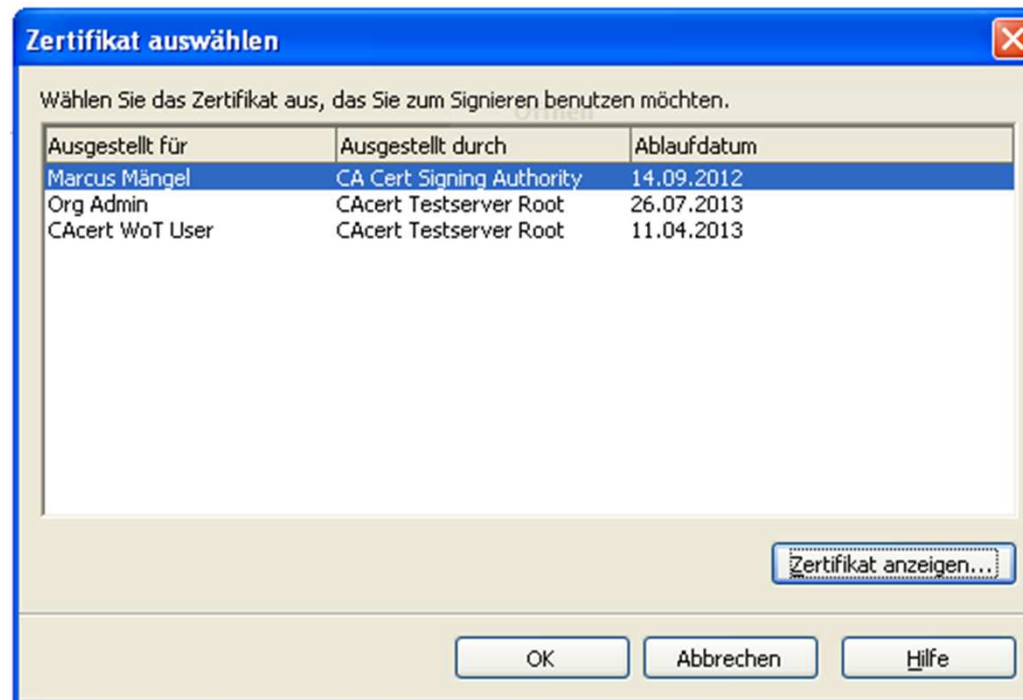 Zertifikat auswählen
Wählen Sie das Zertifikat aus, das Sie zum Signieren benutzen möchten.
Ausgestellt für Ausgestellt durch Ablaufdatum
Marcus Mängel CA Cert Signing Authority 14.09.2012
Org Admin CAcert Testserver Root 26.07.2013
CAcert WoT User CAcert Testserver Root 11.04.2013
Zertifikat anzeigen...
OK Abbrechen Hilfe